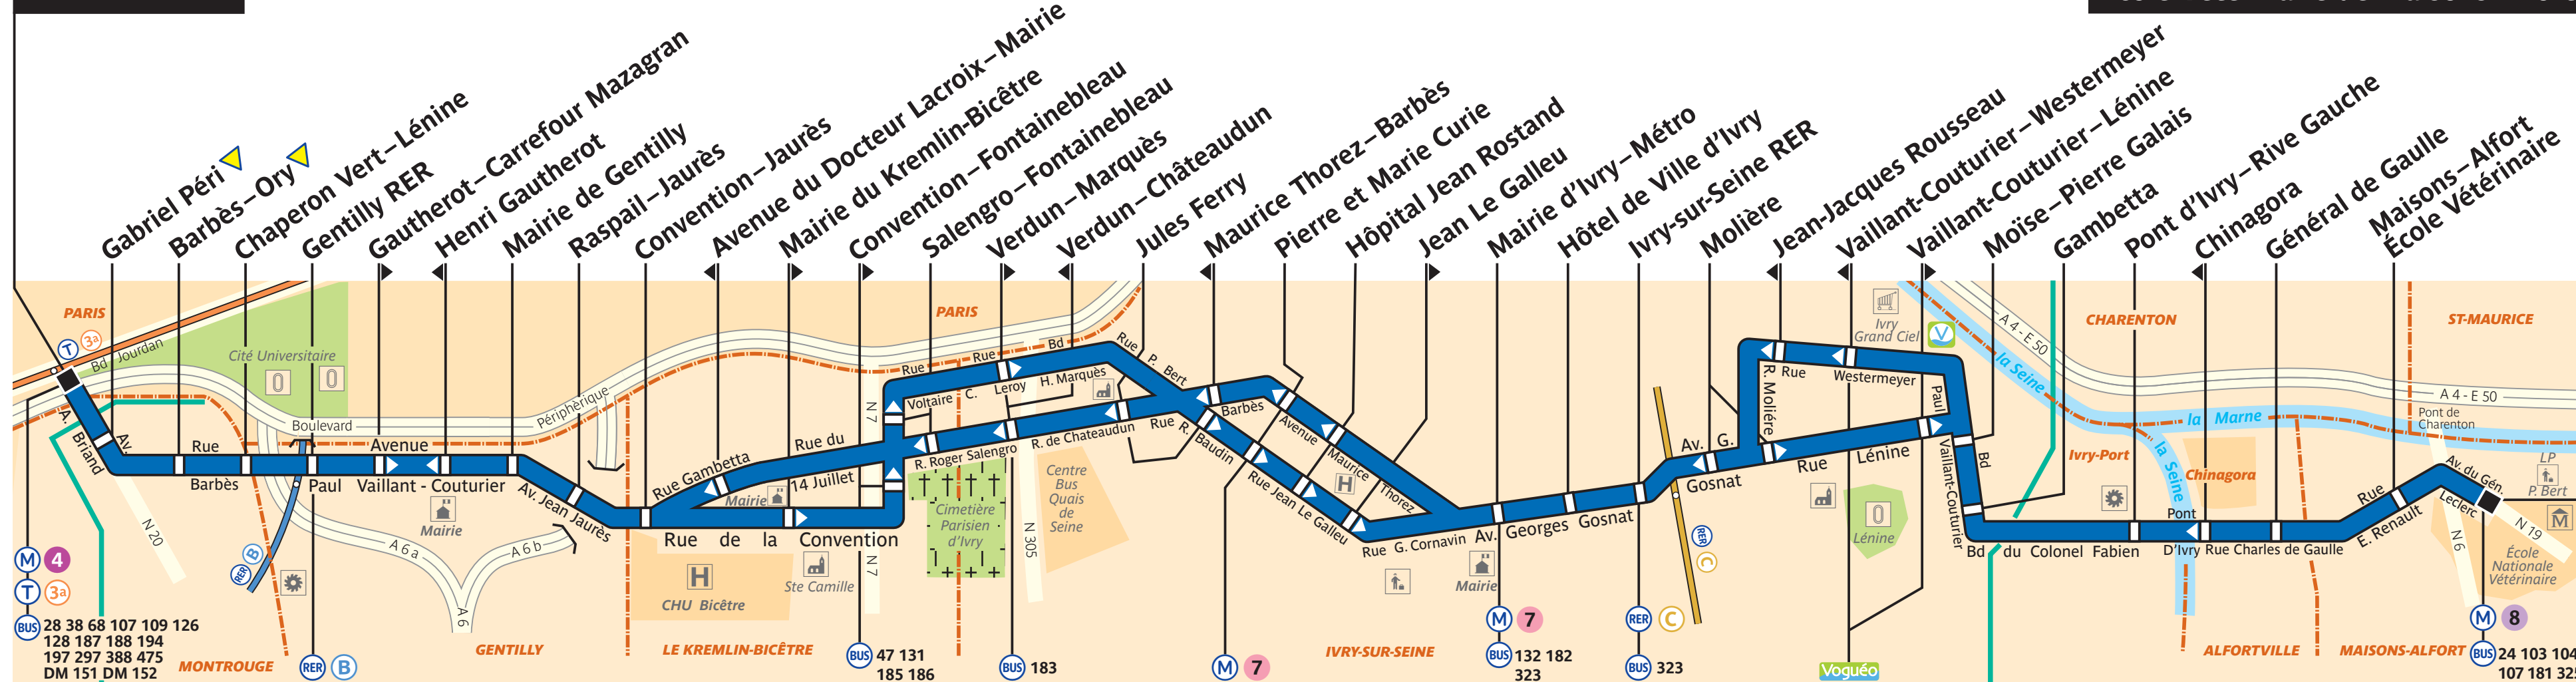 Gabriel Péri
Barbès–Ory
Chaperon Vert–Lénine
Gentilly RER
Gautherot–Carrefour Mazagran
Henri Gautherot
Mairie de Gentilly
Raspail–Jaurès
Convention–Jaurès
Avenue du Docteur Lacroix–Mairie
Mairie du Kremlin-Bicêtre
Convention–Fontainebleau
Salengro–Fontainebleau
Verdun–Marquès
Verdun–Châteaudun
Jules Ferry
Maurice Thorez–Barbès
Pierre et Marie Curie
Hôpital Jean Rostand
Jean Le Galleu
Mairie d'Ivry–Métro
Hôtel de Ville d'Ivry
Ivry-sur-Seine RER
Molière
Jean-Jacques Rousseau
Vaillant-Couturier–Westermeyer
Vaillant-Couturier–Lénine
Moïse–Pierre Galais
Gambetta
Pont d'Ivry–Rive Gauche
Chinagora
Général de Gaulle
Maisons–Alfort
École Vétérinaire
PARIS
T 3a
Bd Jourdan
Cité Universitaire
Boulevard
Périphérique
Av.
A. Briand
Rue
Barbès
N 20
Avenue
Paul Vaillant - Couturier
Mairie
RER B
A 6a
A 6b
A 6
Av. Jean Jaurès
Rue Gambetta
Mairie
Rue du
14 Juillet
Rue de la Convention
CHU Bicêtre
Ste Camille
N 7
N 7
PARIS
Rue
Voltaire
Rue
C. Leroy
Bd
H. Marquès
R. Roger Salengro
Cimetière
Parisien
d'Ivry
N 305
Centre
Bus
Quais
de
Seine
R. de Chateaudun
Rue P. Bert
Rue
Barbès
R. Baudin
Rue Jean Le Galleu
Avenue
Maurice
Thorez
Rue G. Cornavin
Av. Georges Gosnat
Mairie
RER C
Av. G.
Gosnat
R. Molière
Rue
Westermeyer
Ivry
Grand Ciel
Rue Lénine
Lénine
Paul
Vaillant-Couturier
Bd
la Seine
A 4 - E 50
CHARENTON
ST-MAURICE
A 4 - E 50
la Marne
Pont de
Charenton
Ivry-Port
la Seine
Chinagora
Bd du Colonel Fabien
Pont
D'Ivry
Rue Charles de Gaulle
Rue
E. Renault
Av. du Gén.
Leclerc
LP
P. Bert
N 19
N 6
École
Nationale
Vétérinaire
M 4
T 3a
BUS 28 38 68 107 109 126
128 187 188 194
197 297 388 475
DM 151 DM 152
MONTROUGE
RER B
GENTILLY
LE KREMLIN-BICÊTRE
BUS 47 131
185 186
BUS 183
M 7
IVRY-SUR-SEINE
M 7
BUS 132 182
323
RER C
BUS 323
Voguéo
ALFORTVILLE
MAISONS-ALFORT
M 8
BUS 24 103 104
107 181 32